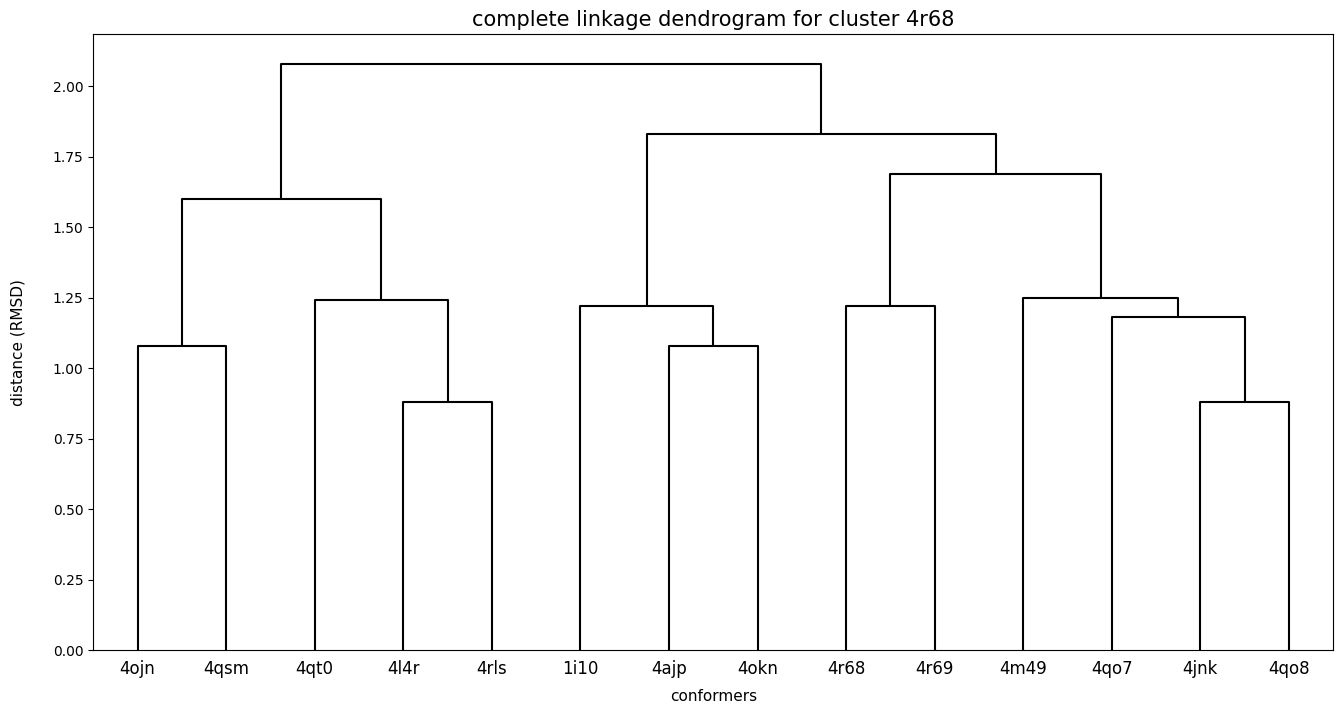 complete linkage dendrogram for cluster 4r68
2.00
1.75
1.50
1.25
1.00
0.75
0.50
0.25
0.00
distance (RMSD)
4ojn 4qsm 4qt0 4l4r 4rls 1i10 4ajp 4okn 4r68 4r69 4m49 4qo7 4jnk 4qo8
conformers